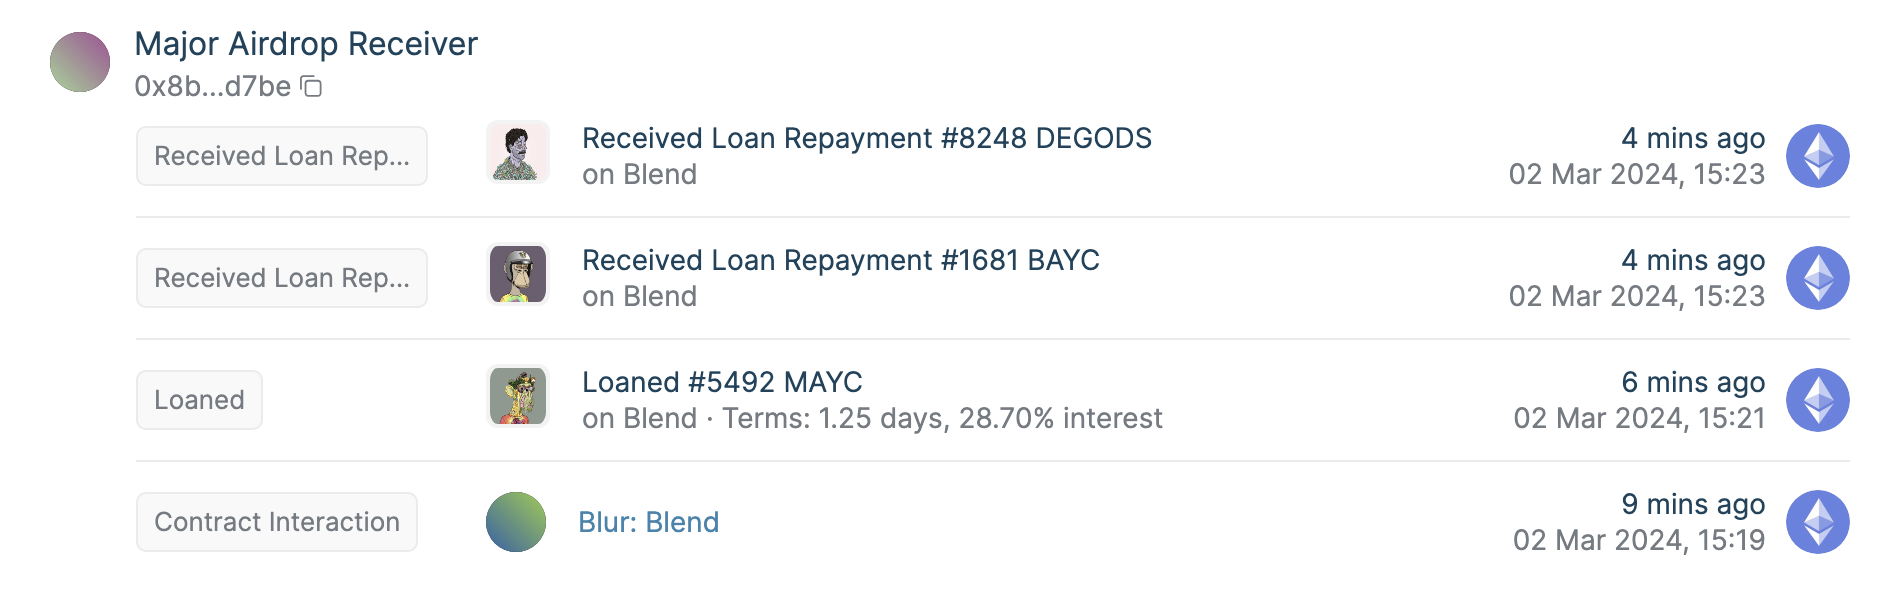 Major Airdrop Receiver
0x8b...d7be
Received Loan Rep...
Received Loan Repayment #8248 DEGODS
on Blend
4 mins ago
02 Mar 2024, 15:23
Received Loan Rep...
Received Loan Repayment #1681 BAYC
on Blend
4 mins ago
02 Mar 2024, 15:23
Loaned
Loaned #5492 MAYC
on Blend · Terms: 1.25 days, 28.70% interest
6 mins ago
02 Mar 2024, 15:21
Contract Interaction
Blur: Blend
9 mins ago
02 Mar 2024, 15:19